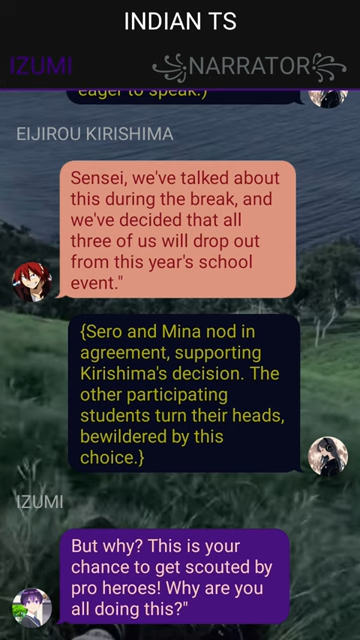 INDIAN TS
IZUMI
NARRATOR
eager to speak.)
EIJIROU KIRISHIMA
Sensei, we've talked about
this during the break, and
we've decided that all
three of us will drop out
from this year's school
event."
{Sero and Mina nod in
agreement, supporting
Kirishima's decision. The
other participating
students turn their heads,
bewildered by this
choice.}
IZUMI
But why? This is your
chance to get scouted by
pro heroes! Why are you
all doing this?"